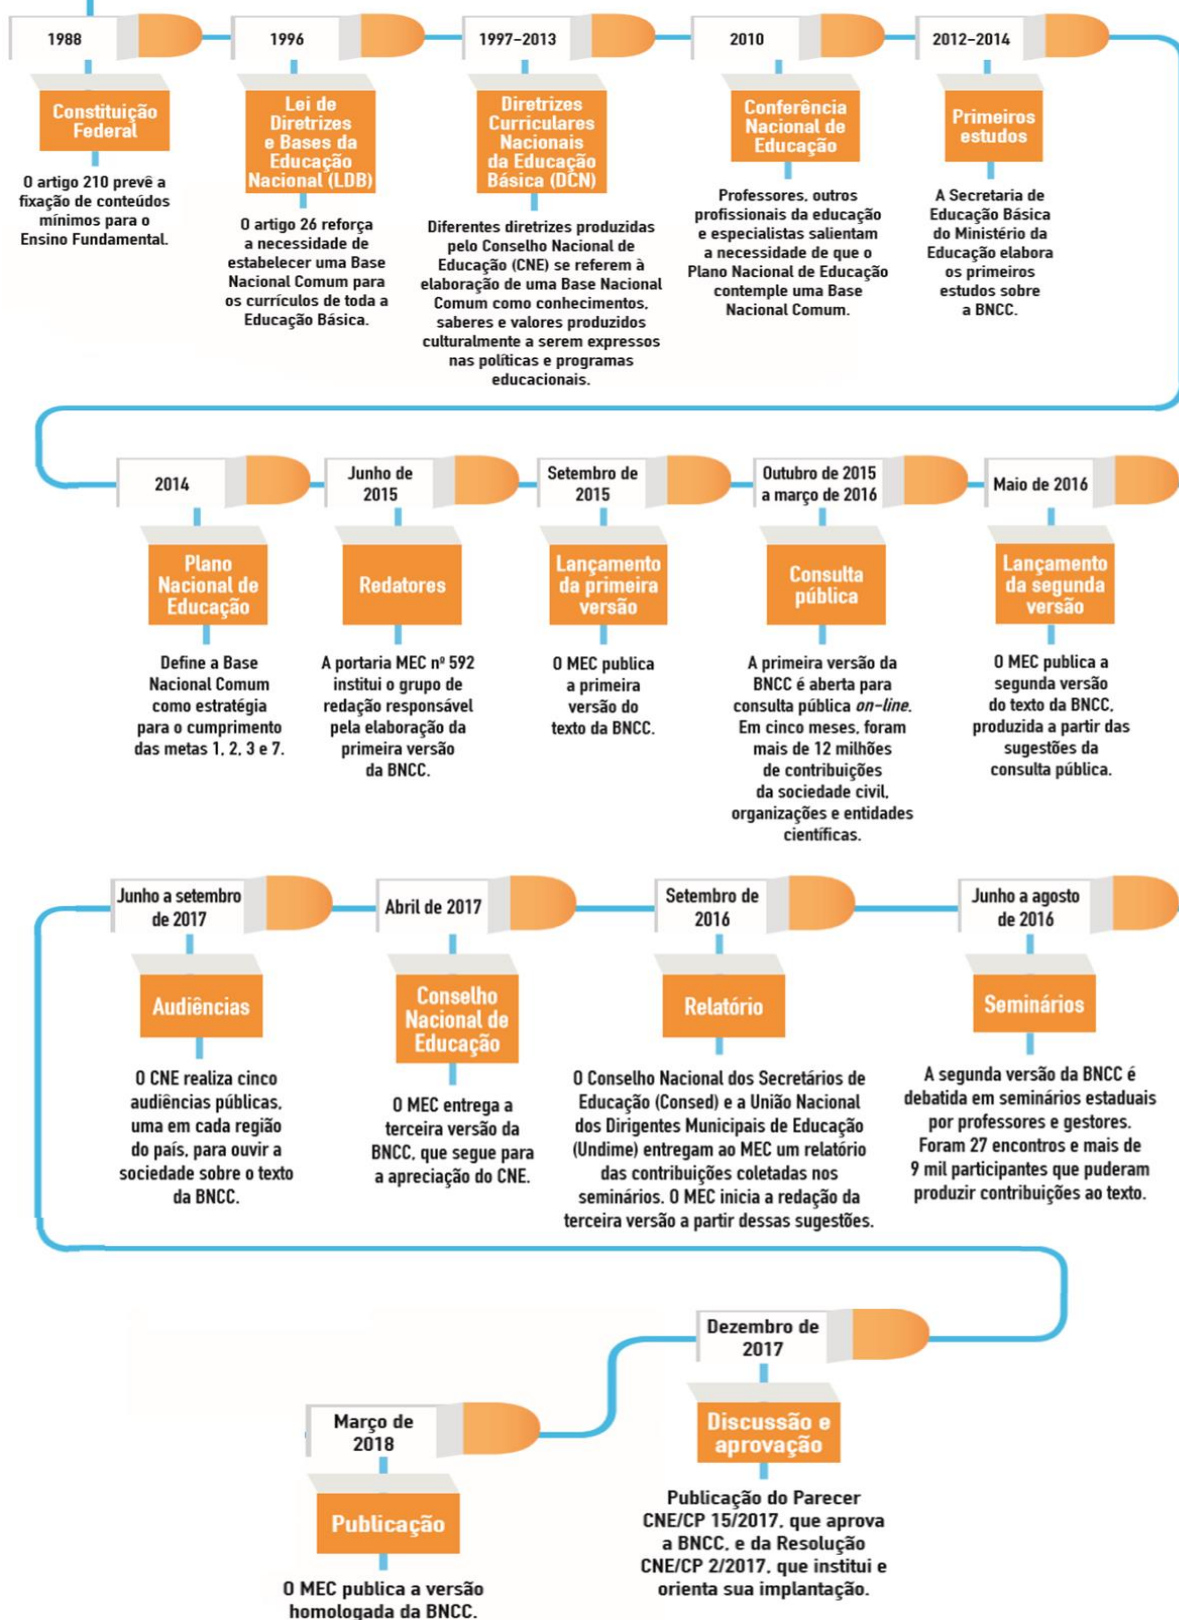 1988
Constituição
Federal
O artigo 210 prevê a
fixação de conteúdos
mínimos para o
Ensino Fundamental.
1996
Lei de
Diretrizes
e Bases da
Educação
Nacional (LDB)
O artigo 26 reforça
a necessidade de
estabelecer uma Base
Nacional Comum para
os currículos de toda a
Educação Básica.
1997–2013
Diretrizes
Curriculares
Nacionais
da Educação
Básica (DCN)
Diferentes diretrizes produzidas
pelo Conselho Nacional de
Educação (CNE) se referem à
elaboração de uma Base Nacional
Comum como conhecimentos,
saberes e valores produzidos
culturalmente a serem expressos
nas políticas e programas
educacionais.
2010
Conferência
Nacional de
Educação
Professores, outros
profissionais da educação
e especialistas salientam
a necessidade de que o
Plano Nacional de Educação
contemple uma Base
Nacional Comum.
2012–2014
Primeiros
estudos
A Secretaria de
Educação Básica
do Ministério da
Educação elabora
os primeiros
estudos sobre
a BNCC.
2014
Plano
Nacional de
Educação
Define a Base
Nacional Comum
como estratégia
para o cumprimento
das metas 1, 2, 3 e 7.
Junho de
2015
Redatores
A portaria MEC nº 592
institui o grupo de
redação responsável
pela elaboração da
primeira versão
da BNCC.
Setembro de
2015
Lançamento
da primeira
versão
O MEC publica
a primeira
versão do
texto da BNCC.
Outubro de 2015
a março de 2016
Consulta
pública
A primeira versão da
BNCC é aberta para
consulta pública on-line.
Em cinco meses, foram
mais de 12 milhões
de contribuições
da sociedade civil,
organizações e entidades
científicas.
Maio de 2016
Lançamento
da segunda
versão
O MEC publica a
segunda versão
do texto da BNCC,
produzida a partir das
sugestões da
consulta pública.
Junho a setembro
de 2017
Audiências
O CNE realiza cinco
audiências públicas,
uma em cada região
do país, para ouvir a
sociedade sobre o texto
da BNCC.
Abril de 2017
Conselho
Nacional de
Educação
O MEC entrega a
terceira versão da
BNCC, que segue para
a apreciação do CNE.
Setembro de
2016
Relatório
O Conselho Nacional dos Secretários de
Educação (Consed) e a União Nacional
dos Dirigentes Municipais de Educação
(Undime) entregam ao MEC um relatório
das contribuições coletadas nos
seminários. O MEC inicia a redação da
terceira versão a partir dessas sugestões.
Junho a agosto
de 2016
Seminários
A segunda versão da BNCC é
debatida em seminários estaduais
por professores e gestores.
Foram 27 encontros e mais de
9 mil participantes que puderam
produzir contribuições ao texto.
Dezembro de
2017
Discussão e
aprovação
Publicação do Parecer
CNE/CP 15/2017, que aprova
a BNCC, e da Resolução
CNE/CP 2/2017, que institui e
orienta sua implantação.
Março de
2018
Publicação
O MEC publica a versão
homologada da BNCC.